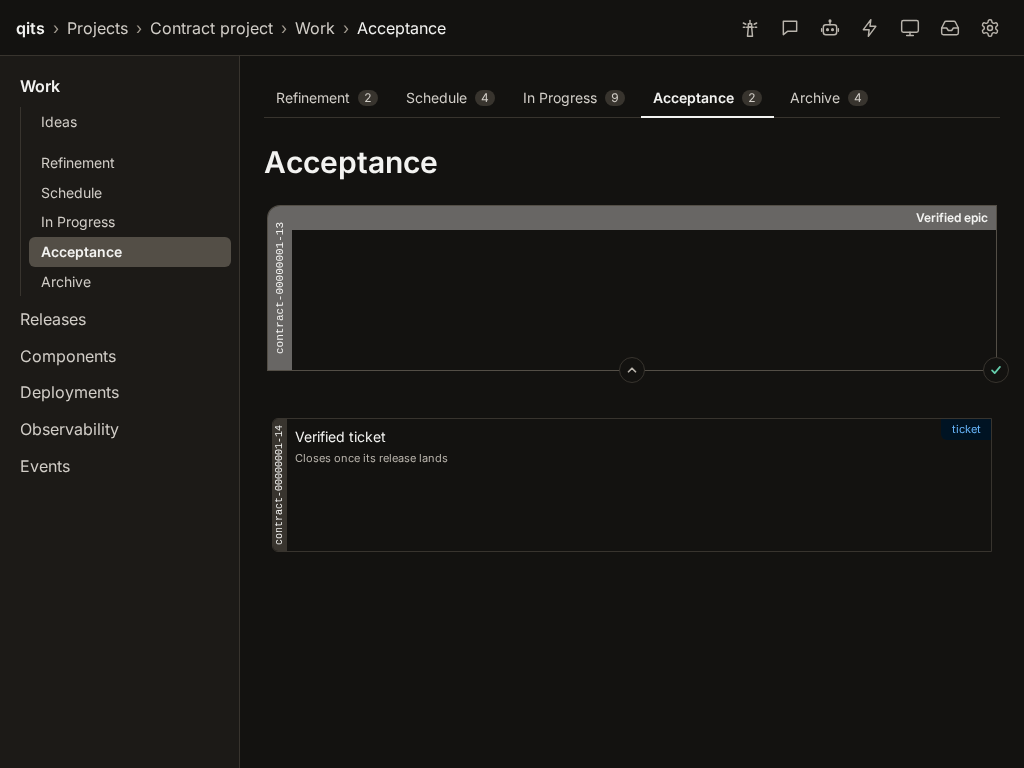 qits › Projects › Contract project › Work › Acceptance
Work
Ideas
Refinement
Schedule
In Progress
Acceptance
Archive
Releases
Components
Deployments
Observability
Events
Refinement 2 Schedule 4 In Progress 9 Acceptance 2 Archive 4
Acceptance
Verified epic
contract-00000001-13
contract-00000001-14
Verified ticket
ticket
Closes once its release lands